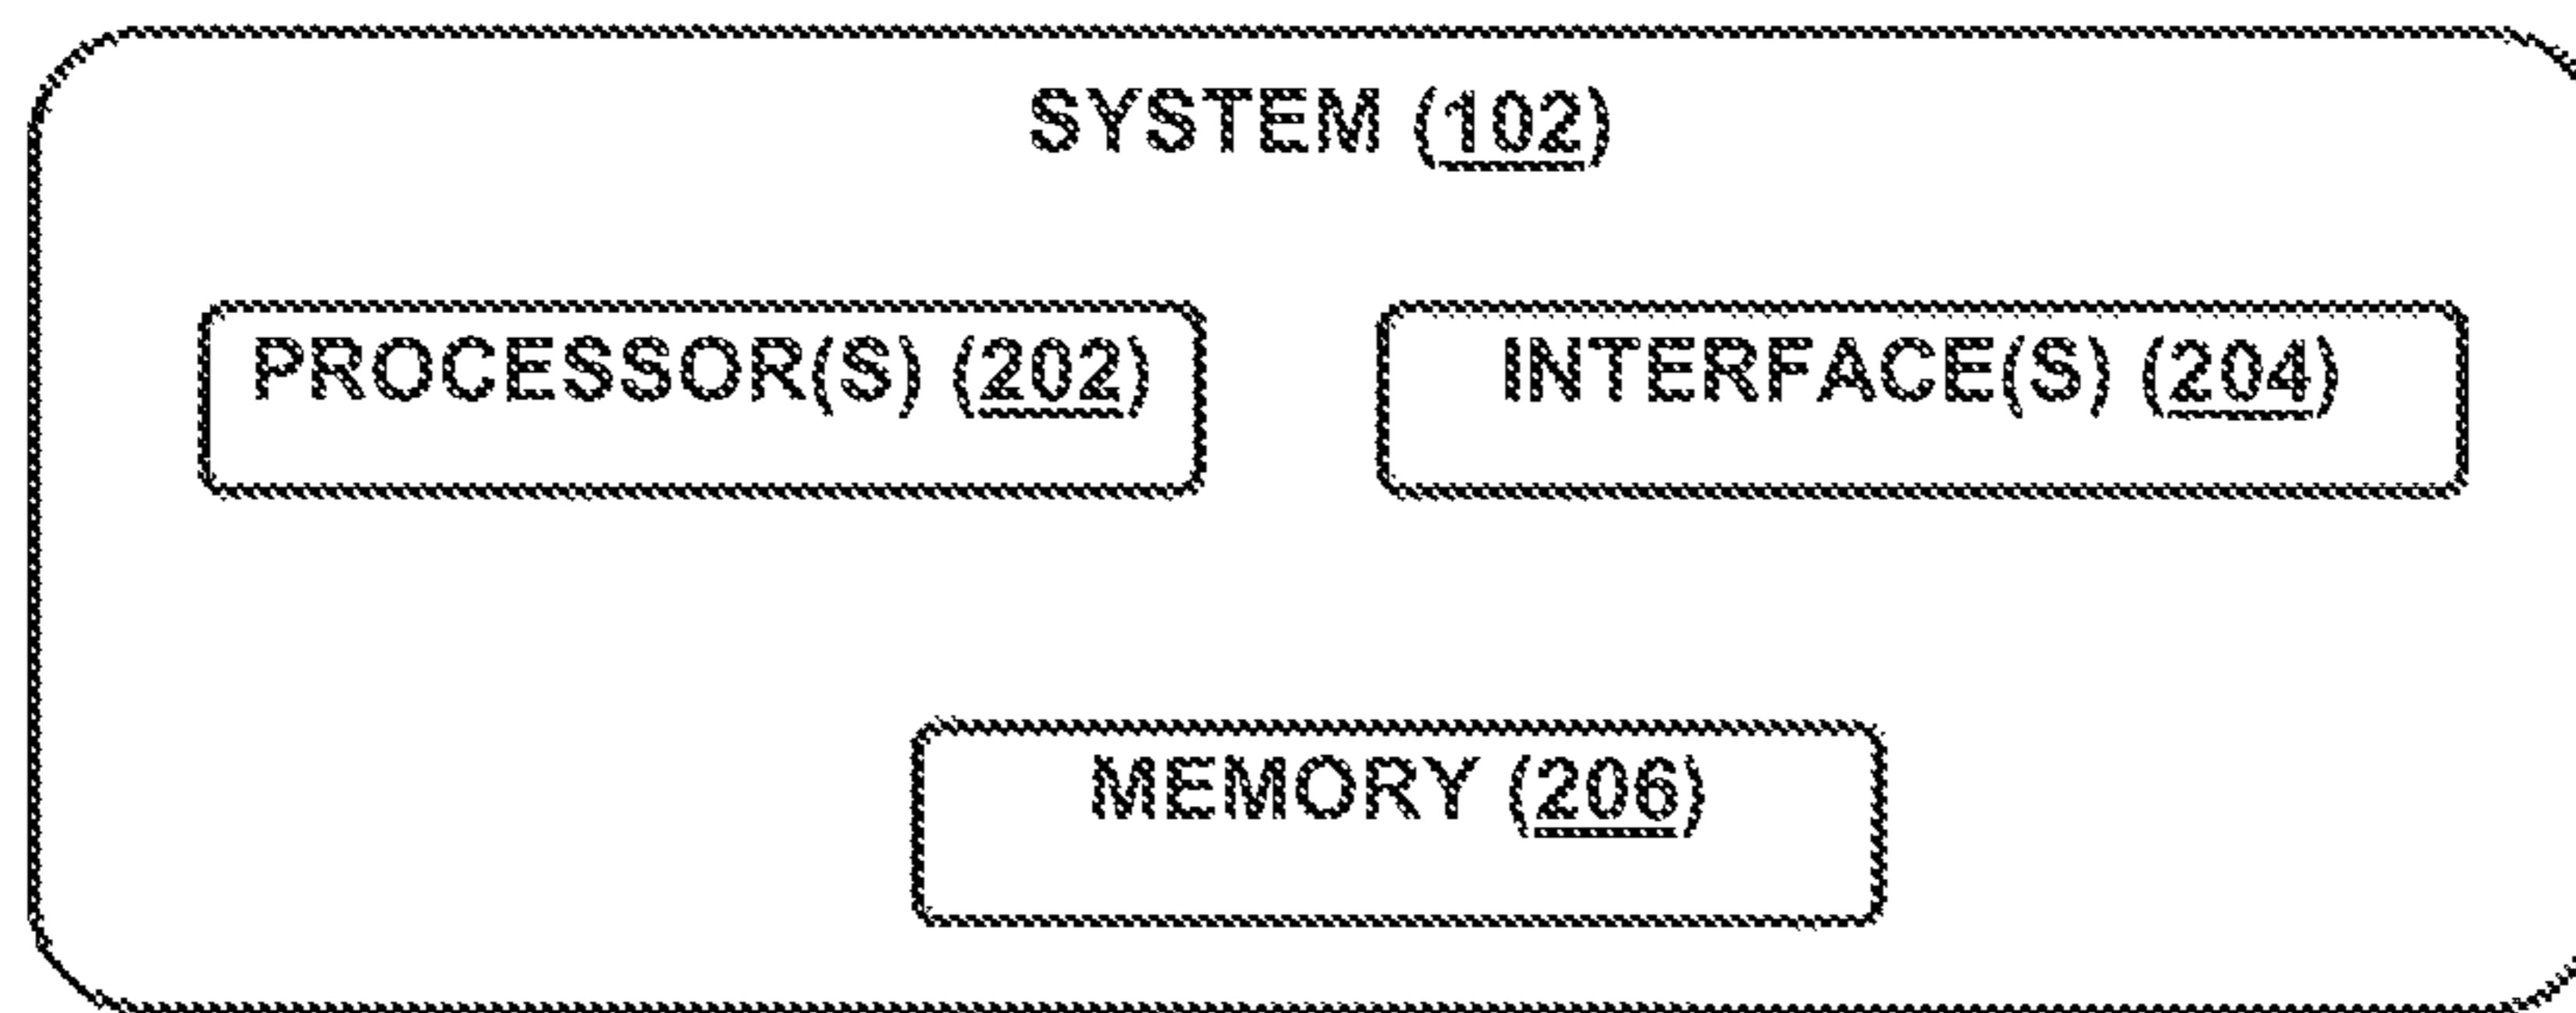 SYSTEM (102)
PROCESSOR(S) (202)
INTERFACE(S) (204)
MEMORY (206)